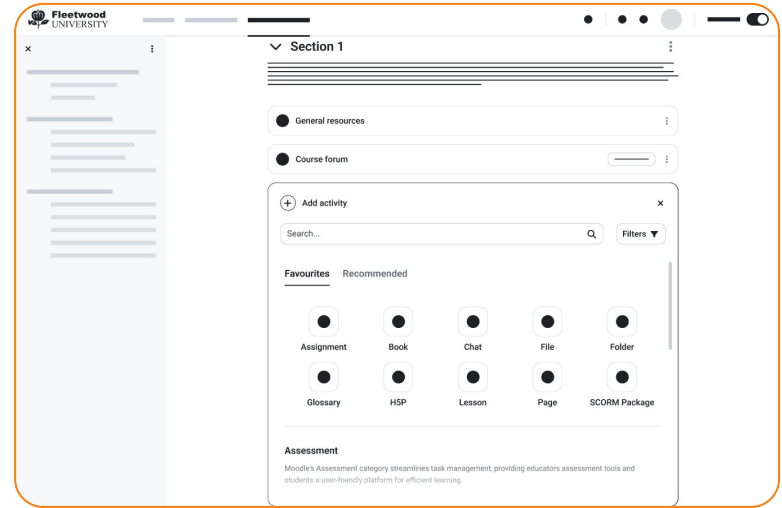 Fleetwood
UNIVERSITY
Section 1
General resources
Course forum
Add activity
Search...
Filters
Favourites Recommended
Assignment Book Chat File Folder
Glossary H5P Lesson Page SCORM Package
Assessment
Moodle's Assessment category streamlines task management, providing educators assessment tools and
students a user-friendly platform for efficient learning.